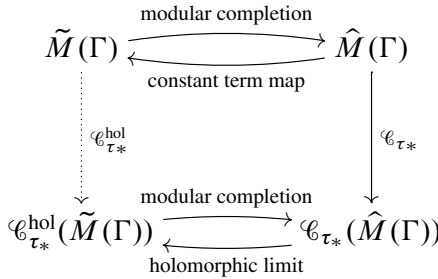 modular completion
M̃(Γ) M̂(Γ)
constant term map
𝒞^hol_τ* 𝒞_τ*
modular completion
𝒞^hol_τ*(M̃(Γ)) 𝒞_τ*(M̂(Γ))
holomorphic limit